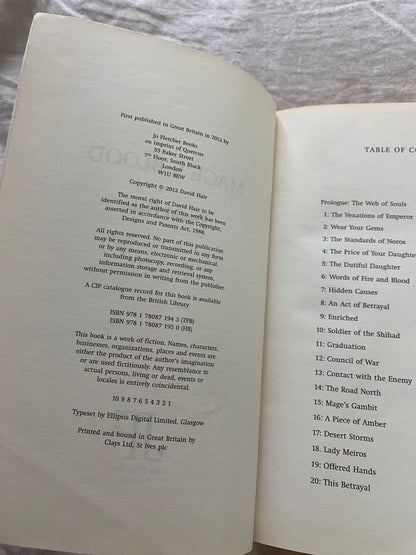 First published in Great Britain in 2012 by
Jo Fletcher Books
an imprint of Quercus
55 Baker Street
7th Floor, South Block
London
W1U 8EW
Copyright © 2012 David Hair
The moral right of David Hair to be
identified as the author of this work has been
asserted in accordance with the Copyright,
Designs and Patents Act, 1988.
All rights reserved. No part of this publication
may be reproduced or transmitted in any form
or by any means, electronic or mechanical,
including photocopy, recording, or any
information storage and retrieval system,
without permission in writing from the publisher.
A CIP catalogue record for this book is available
from the British Library
ISBN 978 1 78087 194 3 (TPB)
ISBN 978 1 78087 195 0 (HB)
This book is a work of fiction. Names, characters,
businesses, organizations, places and events are
either the product of the author's imagination
or are used fictitiously. Any resemblance to
actual persons, living or dead, events or
locales is entirely coincidental.
10 9 8 7 6 5 4 3 2 1
Typeset by Ellipsis Digital Limited, Glasgow
Printed and bound in Great Britain by
Clays Ltd, St Ives plc
TABLE OF CO
Prologue: The Web of Souls
1: The Vexations of Emperor
2: Wear Your Gems
3: The Standards of Noros
4: The Price of Your Daughter
5: The Dutiful Daughter
6: Words of Fire and Blood
7: Hidden Causes
8: An Act of Betrayal
9: Enriched
10: Soldier of the Shihad
11: Graduation
12: Council of War
13: Contact with the Enemy
14: The Road North
15: Mage's Gambit
16: A Piece of Amber
17: Desert Storms
18: Lady Meiros
19: Offered Hands
20: This Betrayal